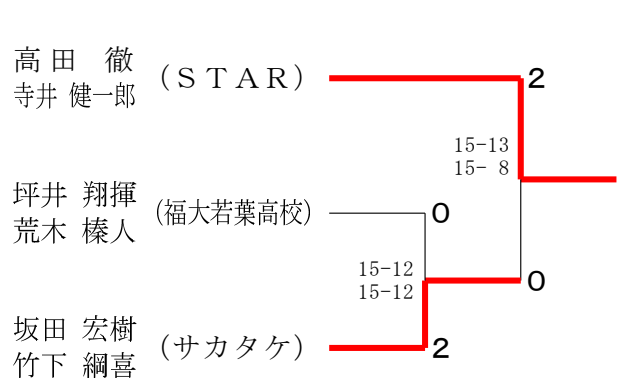 高田 徹
寺井 健一郎
(ＳＴＡＲ)
2
15-13
15- 8
坪井 翔揮
荒木 榛人
(福大若葉高校)
0
15-12
15-12
0
坂田 宏樹
竹下 綱喜
(サカタケ)
2